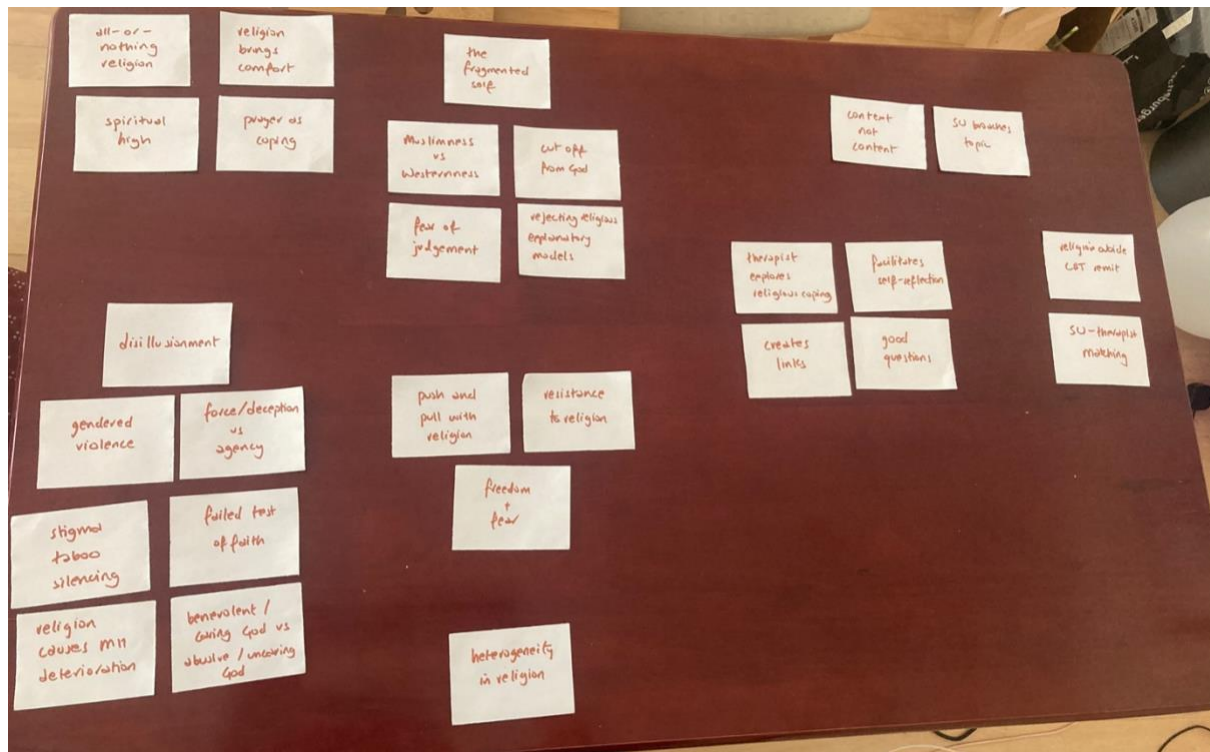 all-or-
nothing
religion
religion
brings
comfort
spiritual
high
prayer as
coping
the
fragmented
self
Muslimness
vs
Westernness
cut off
from God
fear of
judgement
rejecting religious
explanatory
models
content
not
context
SU broaches
topic
therapist
explores
religious coping
facilitates
self-reflection
creates
links
good
questions
religion outside
CBT remit
SU-therapist
matching
disillusionment
gendered
violence
force/deception
vs
agency
stigma
taboo
silencing
failed test
of faith
religion
causes MH
deterioration
benevolent /
caring God vs
abusive / uncaring
God
push and
pull with
religion
resistance
to religion
freedom
+
fear
heterogeneity
in religion